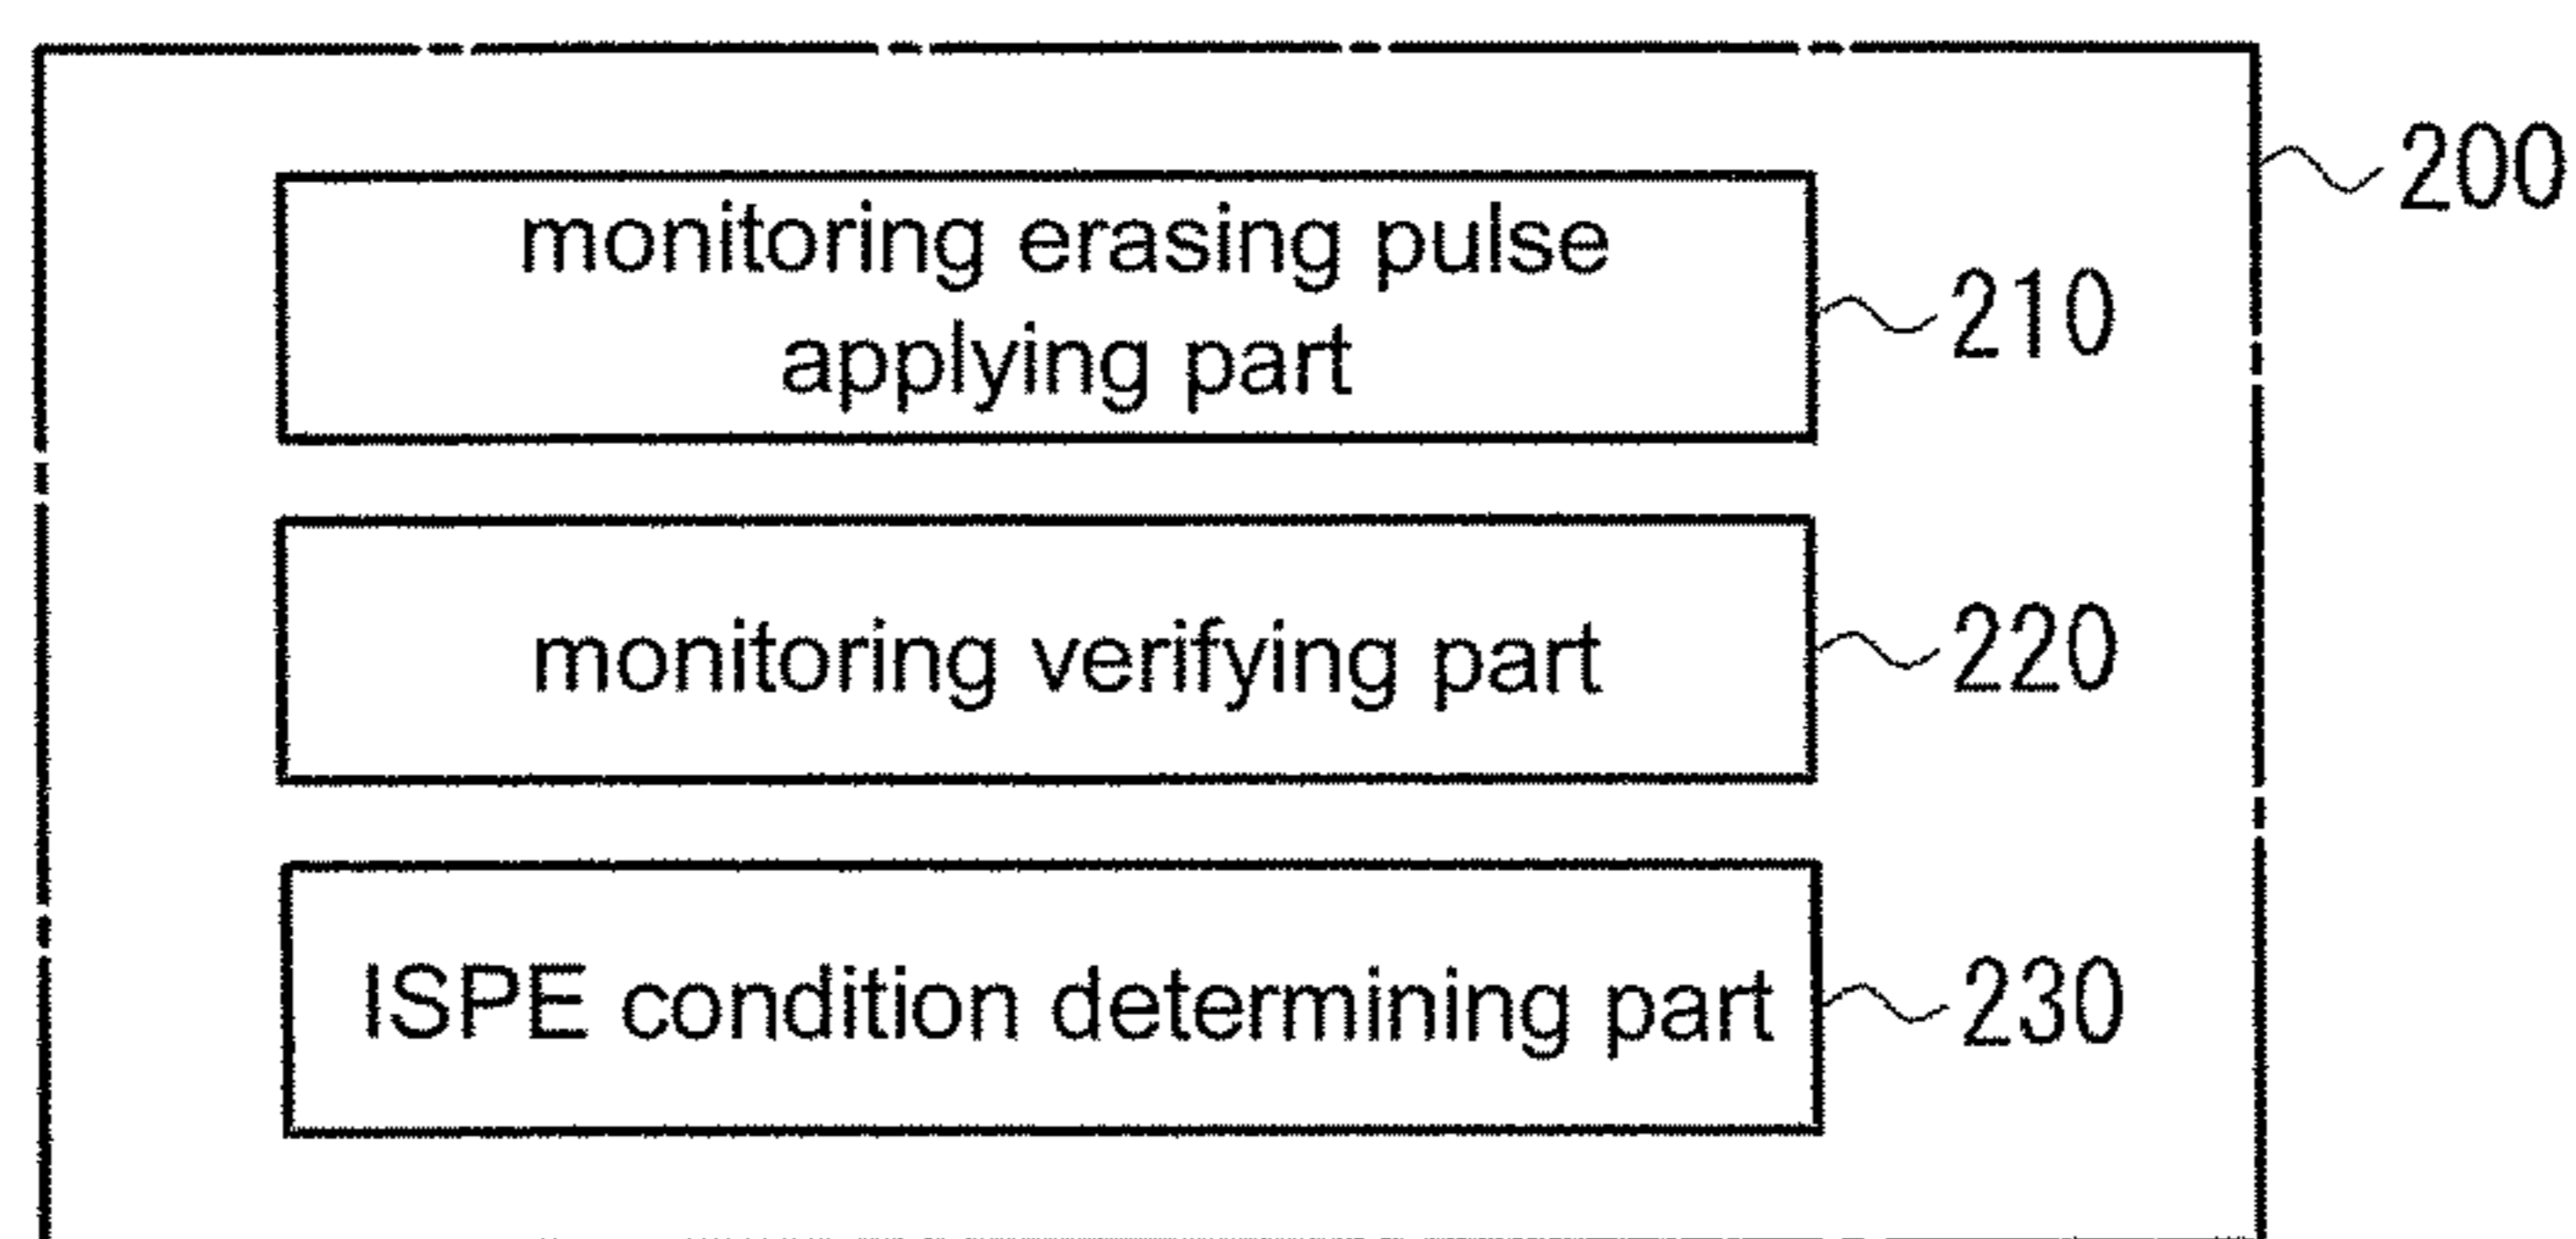 200
monitoring erasing pulse
applying part
210
monitoring verifying part
220
ISPE condition determining part
230